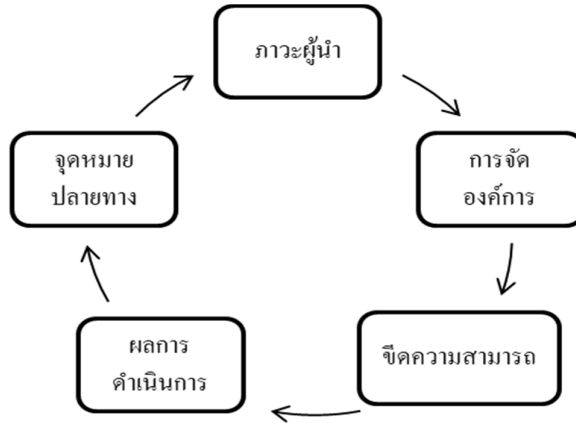 ภาวะผู้นำ
การจัด
องค์การ
ขีดความสามารถ
ผลการ
ดำเนินการ
จุดหมาย
ปลายทาง